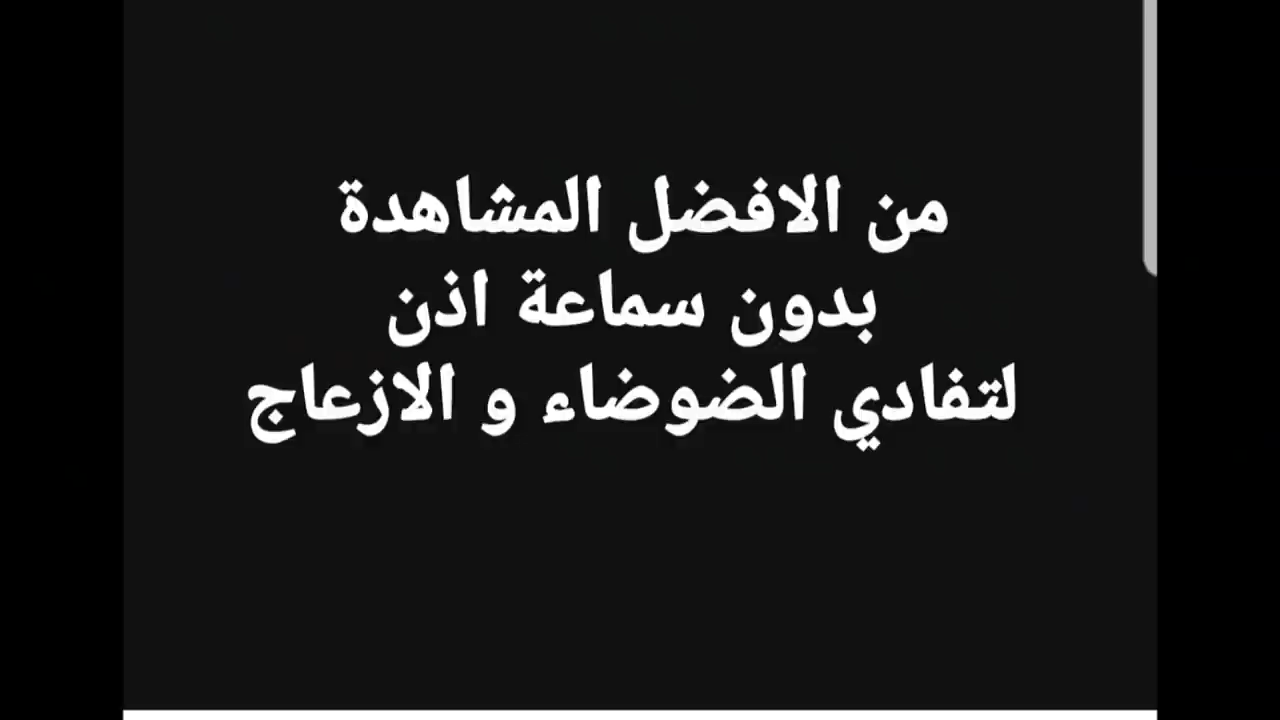 من الافضل المشاهدة
بدون سماعة اذن
لتفادي الضوضاء و الازعاج